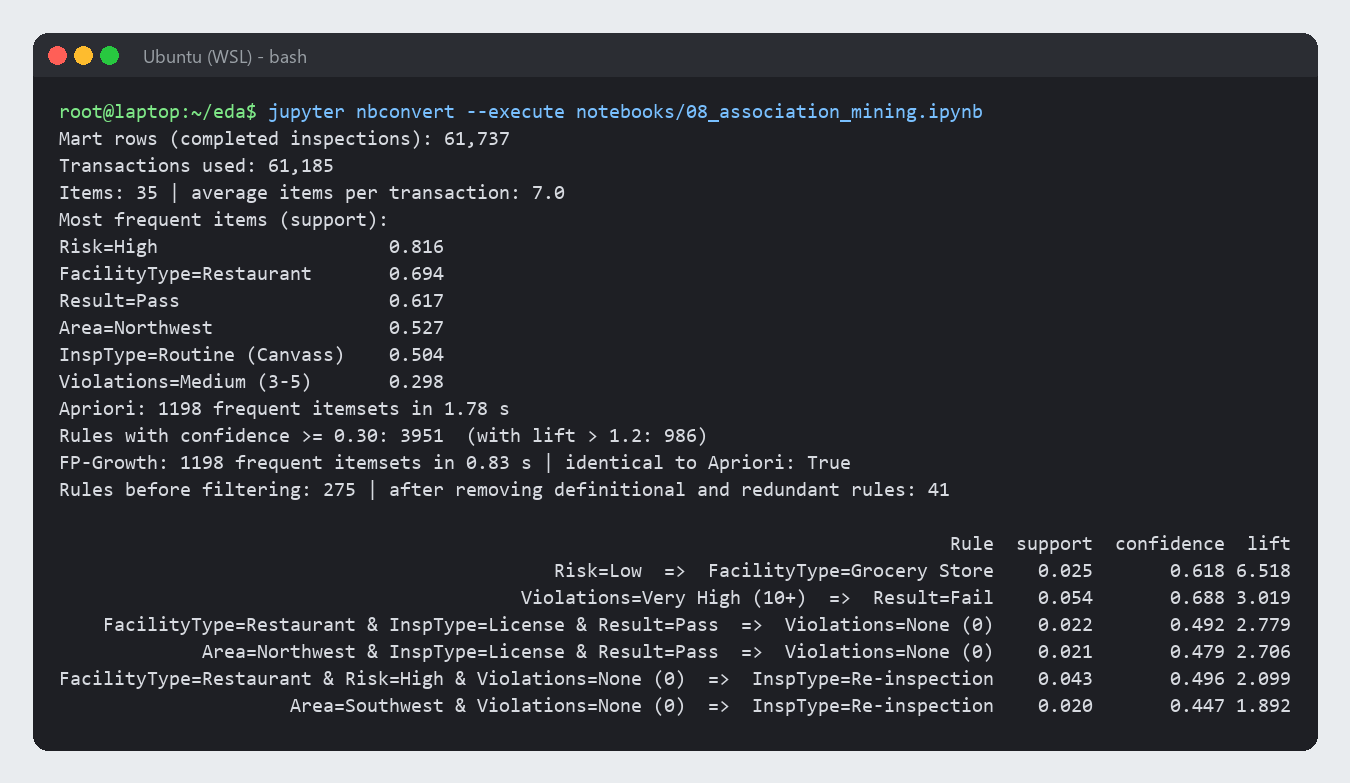 Ubuntu (WSL) - bash
root@laptop:~/eda$ jupyter nbconvert --execute notebooks/08_association_mining.ipynb
Mart rows (completed inspections): 61,737
Transactions used: 61,185
Items: 35 | average items per transaction: 7.0
Most frequent items (support):
Risk=High                     0.816
FacilityType=Restaurant       0.694
Result=Pass                   0.617
Area=Northwest                0.527
InspType=Routine (Canvass)    0.504
Violations=Medium (3-5)       0.298
Apriori: 1198 frequent itemsets in 1.78 s
Rules with confidence >= 0.30: 3951  (with lift > 1.2: 986)
FP-Growth: 1198 frequent itemsets in 0.83 s | identical to Apriori: True
Rules before filtering: 275 | after removing definitional and redundant rules: 41
Rule  support  confidence  lift
Risk=Low  =>  FacilityType=Grocery Store    0.025       0.618 6.518
Violations=Very High (10+)  =>  Result=Fail    0.054       0.688 3.019
FacilityType=Restaurant & InspType=License & Result=Pass  =>  Violations=None (0)    0.022       0.492 2.779
Area=Northwest & InspType=License & Result=Pass  =>  Violations=None (0)    0.021       0.479 2.706
FacilityType=Restaurant & Risk=High & Violations=None (0)  =>  InspType=Re-inspection    0.043       0.496 2.099
Area=Southwest & Violations=None (0)  =>  InspType=Re-inspection    0.020       0.447 1.892